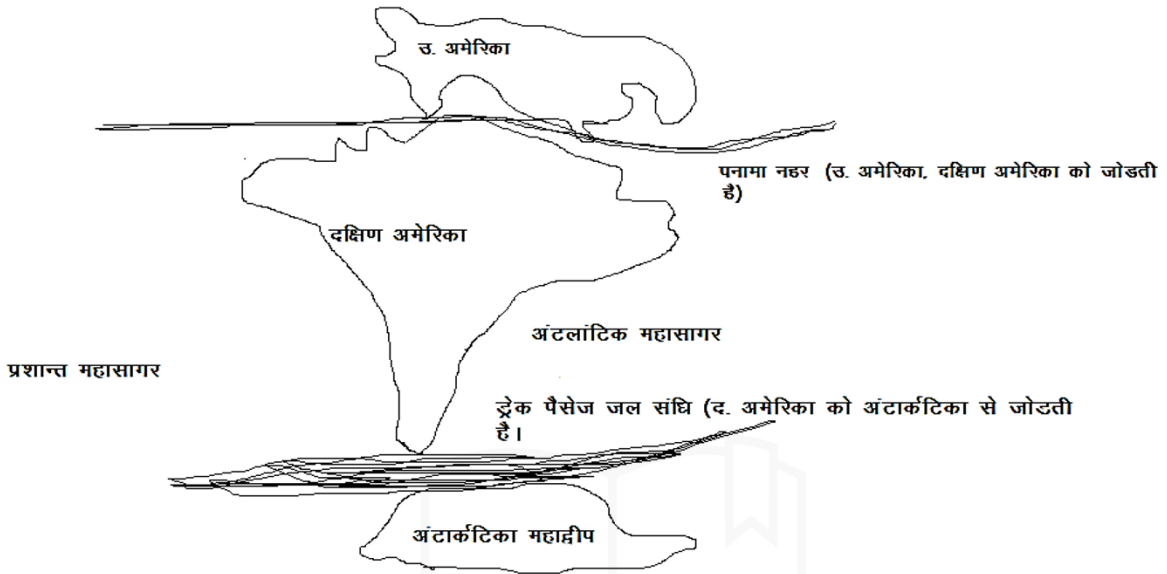 उ. अमेरिका
पनामा नहर (उ. अमेरिका, दक्षिण अमेरिका को जोडती
है)
दक्षिण अमेरिका
अंटलांटिक महासागर
प्रशान्त महासागर
ड्रेक पैसेज जल संधि (द. अमेरिका को अंटार्कटिका से जोडती
है।
अंटार्कटिका महाद्वीप